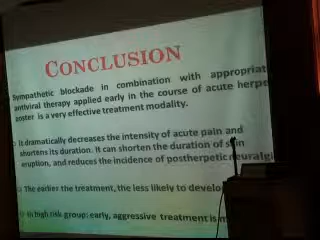 CONCLUSION
Sympathetic blockade in combination with appropriat
antiviral therapy applied early in the course of acute herpe
zoster is a very effective treatment modality.
It dramatically decreases the intensity of acute pain and
shortens its duration. It can shorten the duration of skin
eruption, and reduces the incidence of postherpetic neuralgi
The earlier the treatment, the less likely to develo
In high risk group: early, aggressive treatment is